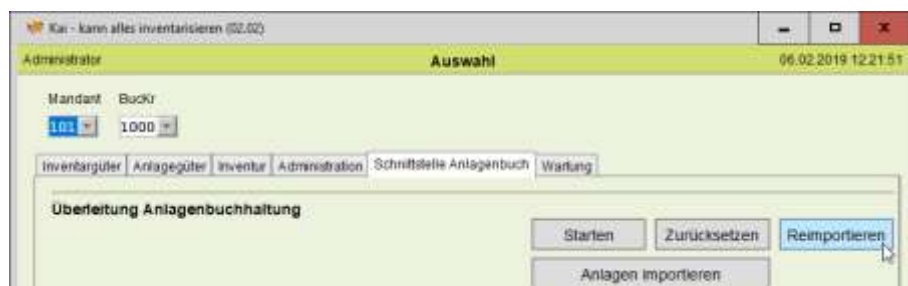 Kai - kann alles inventarisieren (02.02)
Administrator Auswahl 06.02.2019 12:21:51
Mandant BucKr
101 1000
Inventargüter Anlagegüter Inventur Administration Schnittstelle Anlagenbuch Wartung
Überleitung Anlagenbuchhaltung
Starten Zurücksetzen Reimportieren
Anlagen importieren